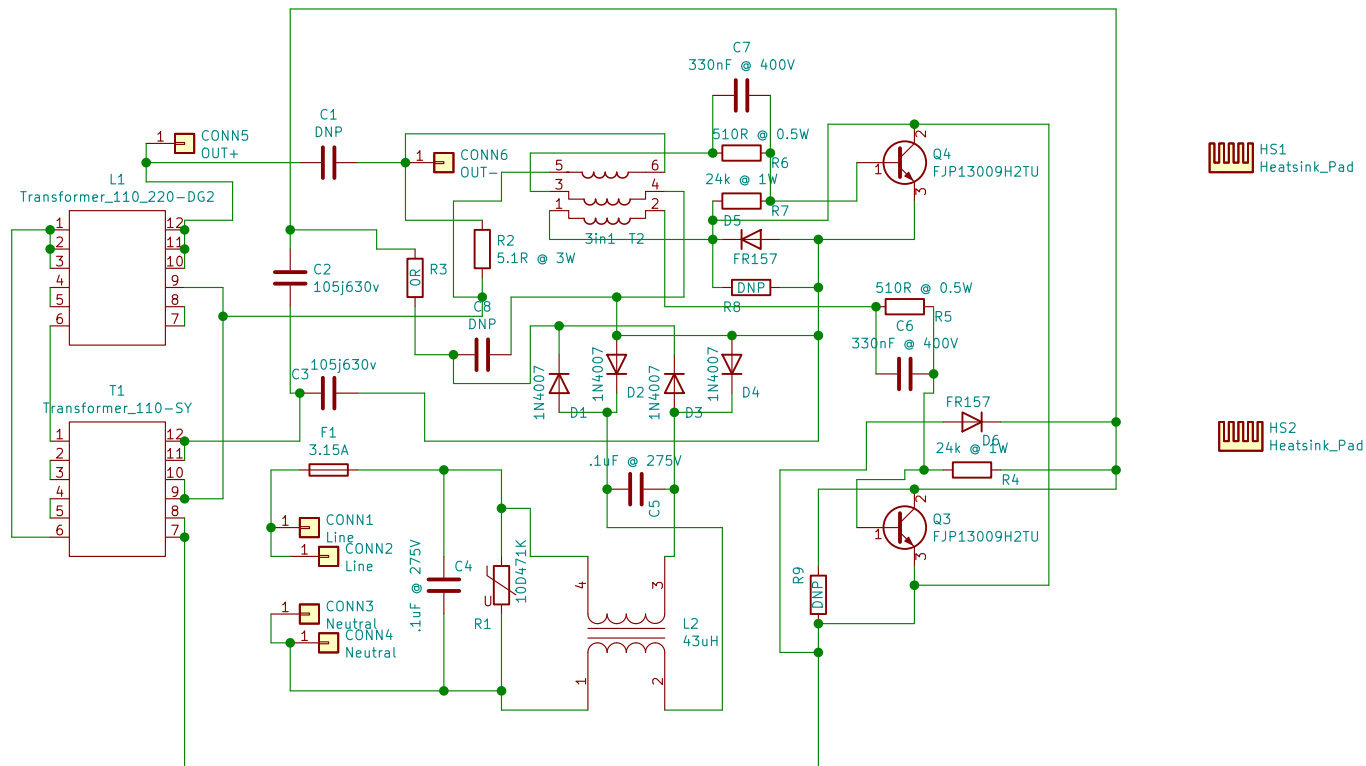 C7
330nF @ 400V
C1
DNP
1
CONN5
OUT+
1
CONN6
OUT-
510R @ 0.5W
R6
24k @ 1W
R7
2
1
3
Q4
FJP13009H2TU
HS1
Heatsink_Pad
L1
Transformer_110_220-DG2
1
2
3
4
5
6
12
11
10
9
8
7
5
6
3
4
1
2
3in1
T2
D5
FR157
DNP
R8
R2
5.1R @ 3W
0R
R3
C2
105j630v
C8
DNP
510R @ 0.5W
R5
C6
330nF @ 400V
105j630v
C3
1N4007
D1
1N4007
D2
1N4007
D3
1N4007
D4
T1
Transformer_110-SY
1
2
3
4
5
6
12
11
10
9
8
7
FR157
D6
24k @ 1W
R4
HS2
Heatsink_Pad
F1
3.15A
.1uF @ 275V
C5
1
CONN1
Line
1
CONN2
Line
1
CONN3
Neutral
1
CONN4
Neutral
.1uF @ 275V
C4
U
10D471K
R1
4
3
1
2
L2
43uH
2
1
3
Q3
FJP13009H2TU
R9
DNP